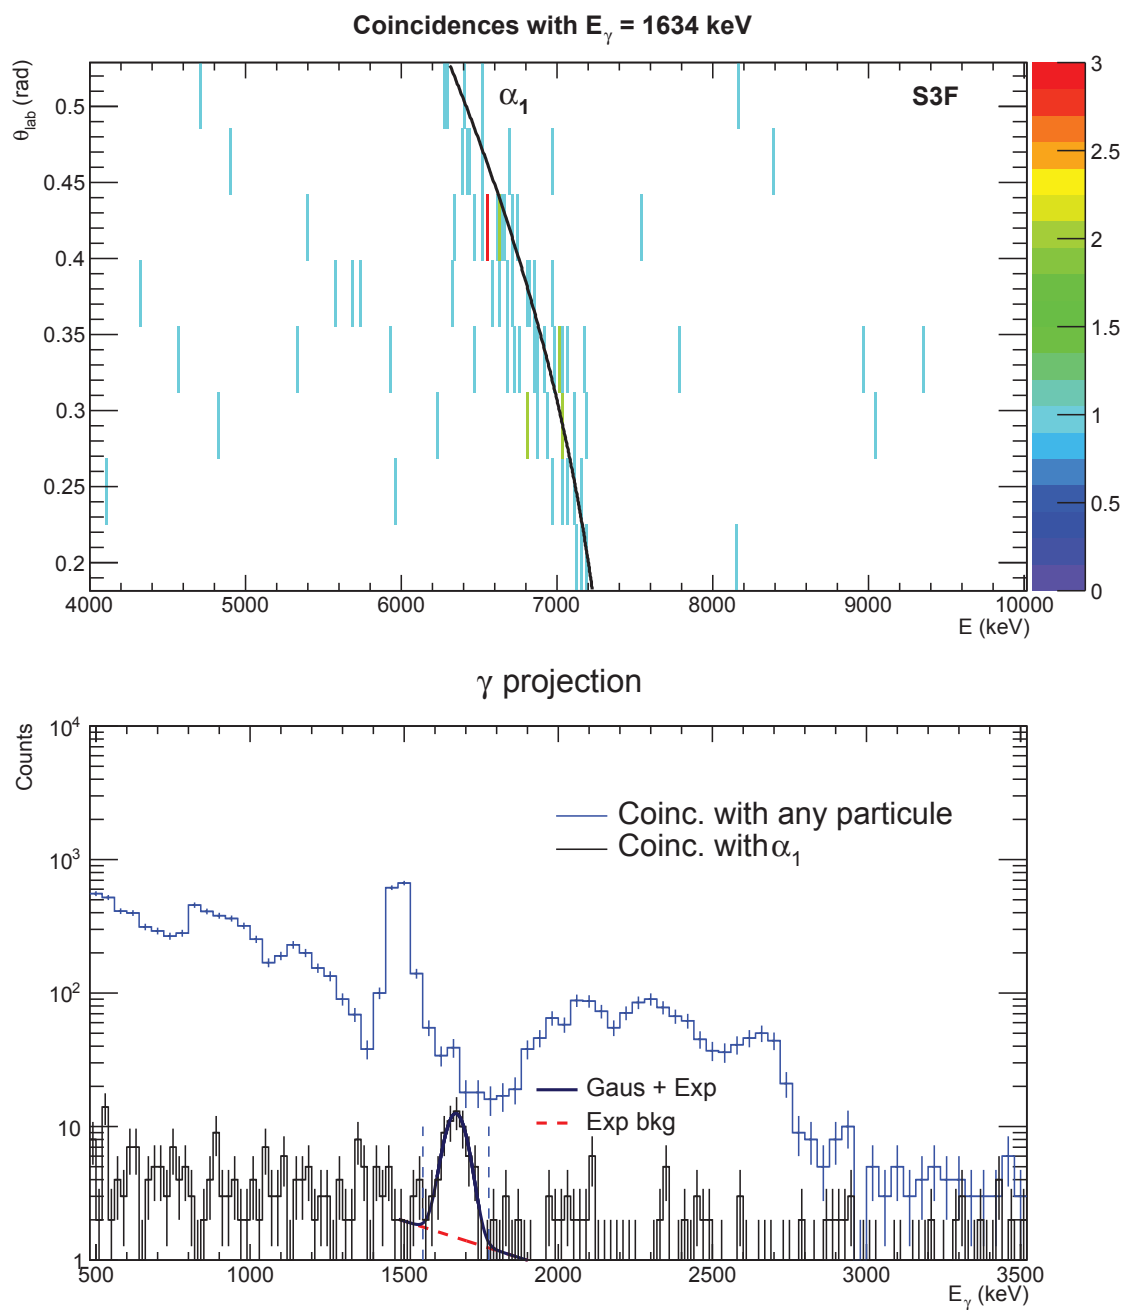 Coincidences with Eγ = 1634 keV
θlab (rad)
α1
S3F
0.5
0.45
0.4
0.35
0.3
0.25
0.2
3
2.5
2
1.5
1
0.5
0
4000 5000 6000 7000 8000 9000 10000
E (keV)
γ projection
Counts
10^4
10^3
10^2
10
1
Coinc. with any particule
Coinc. with α1
Gaus + Exp
Exp bkg
500 1000 1500 2000 2500 3000 3500
Eγ (keV)